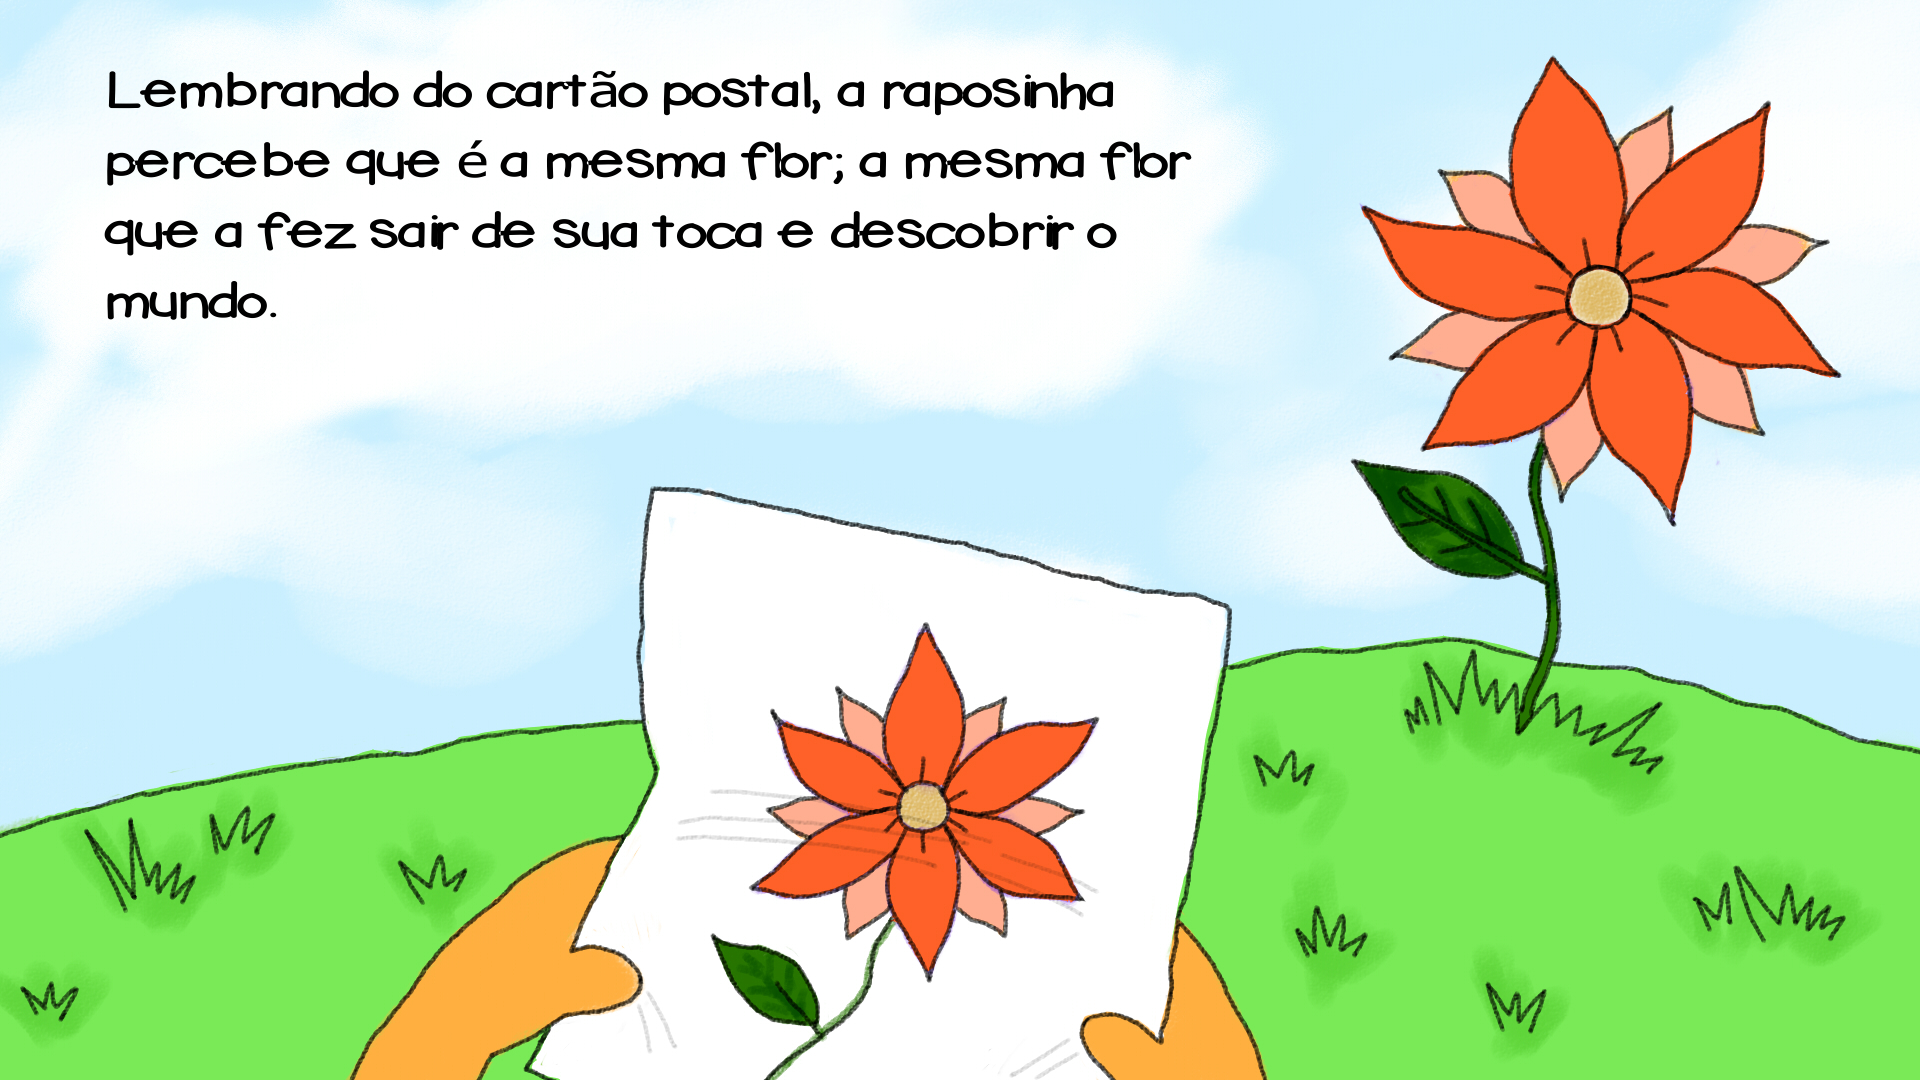 Lembrando do cartão postal, a raposinha
percebe que é a mesma flor; a mesma flor
que a fez sair de sua toca e descobrir o
mundo.